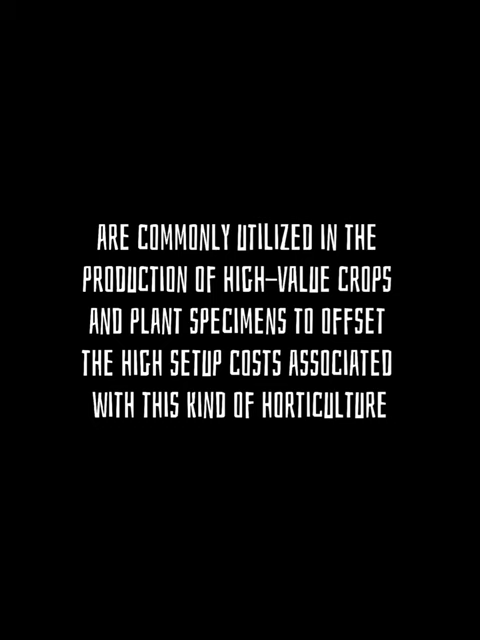 ARE COMMONLY UTILIZED IN THE
PRODUCTION OF HIGH–VALUE CROPS
AND PLANT SPECIMENS TO OFFSET
THE HIGH SETUP COSTS ASSOCIATED
WITH THIS KIND OF HORTICULTURE